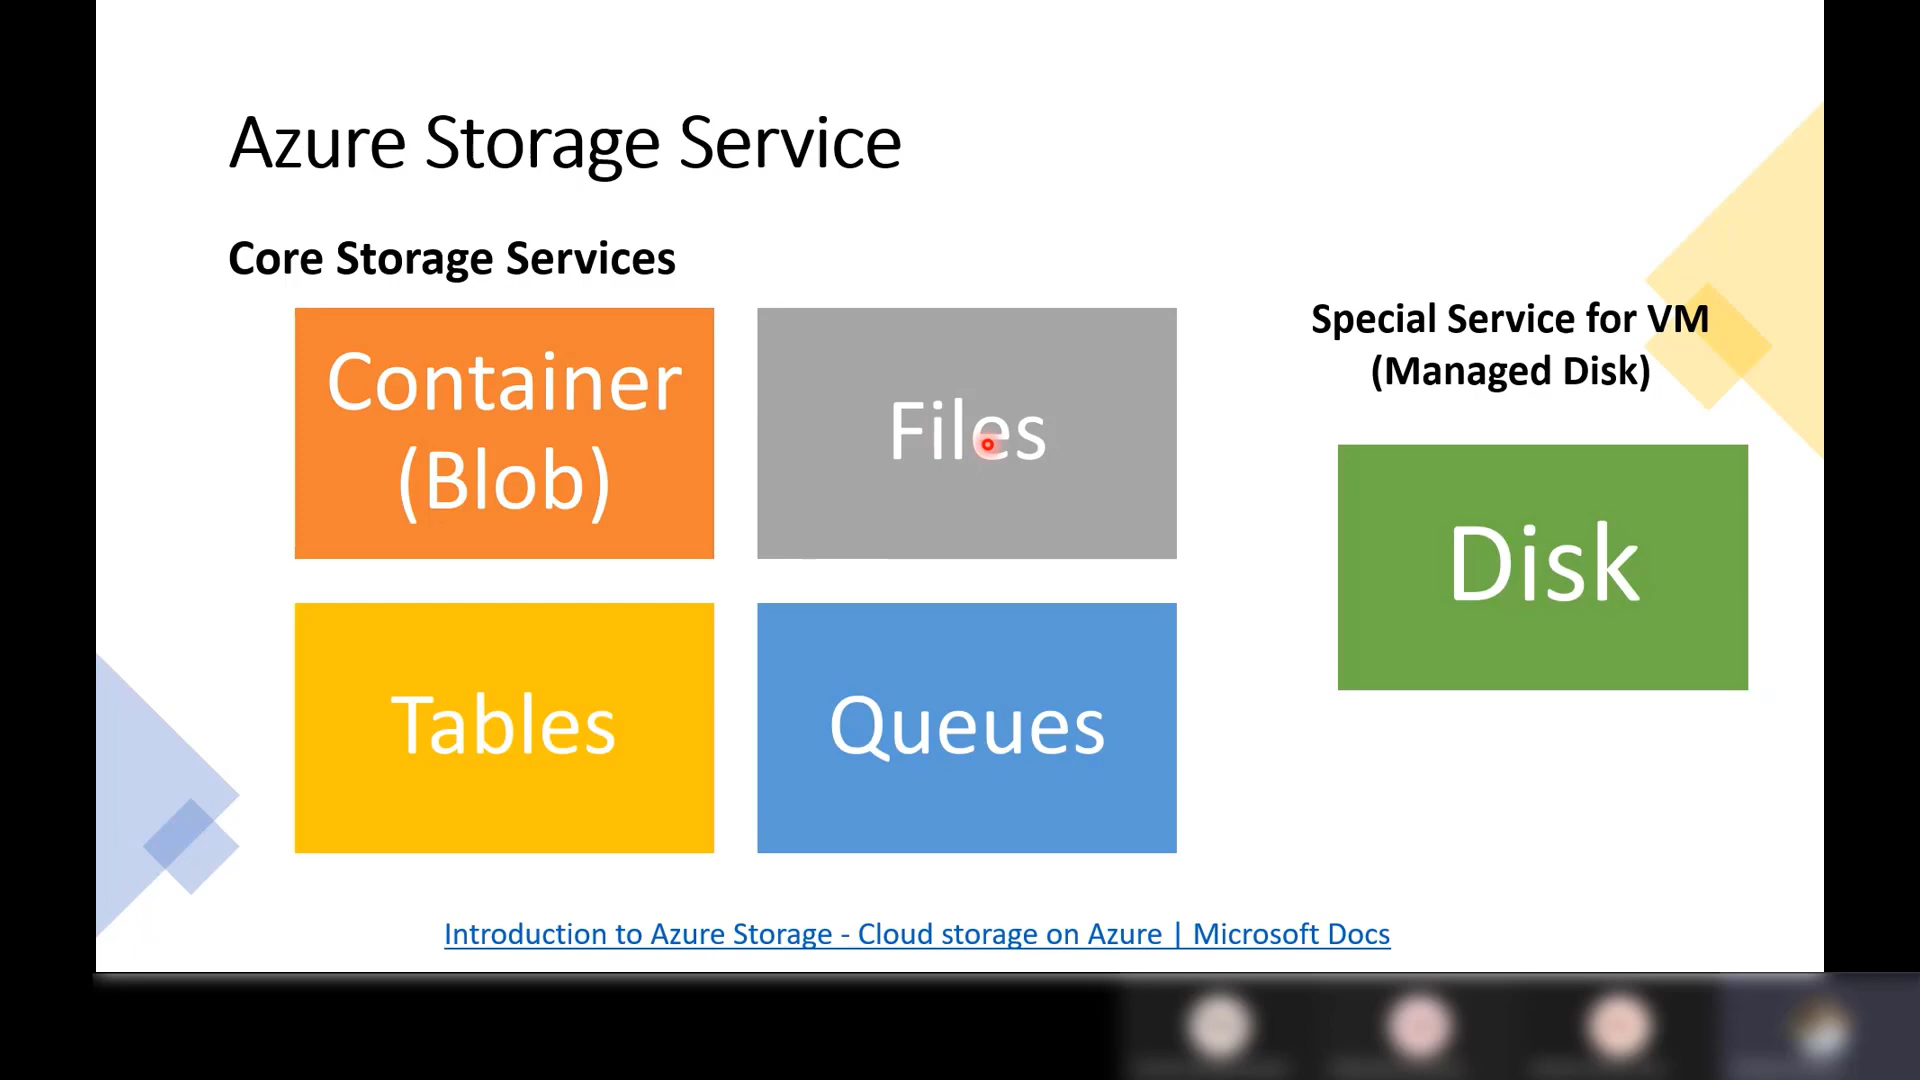 Azure Storage Service
Core Storage Services
Container
(Blob)
Files
Tables
Queues
Special Service for VM
(Managed Disk)
Disk
Introduction to Azure Storage - Cloud storage on Azure | Microsoft Docs